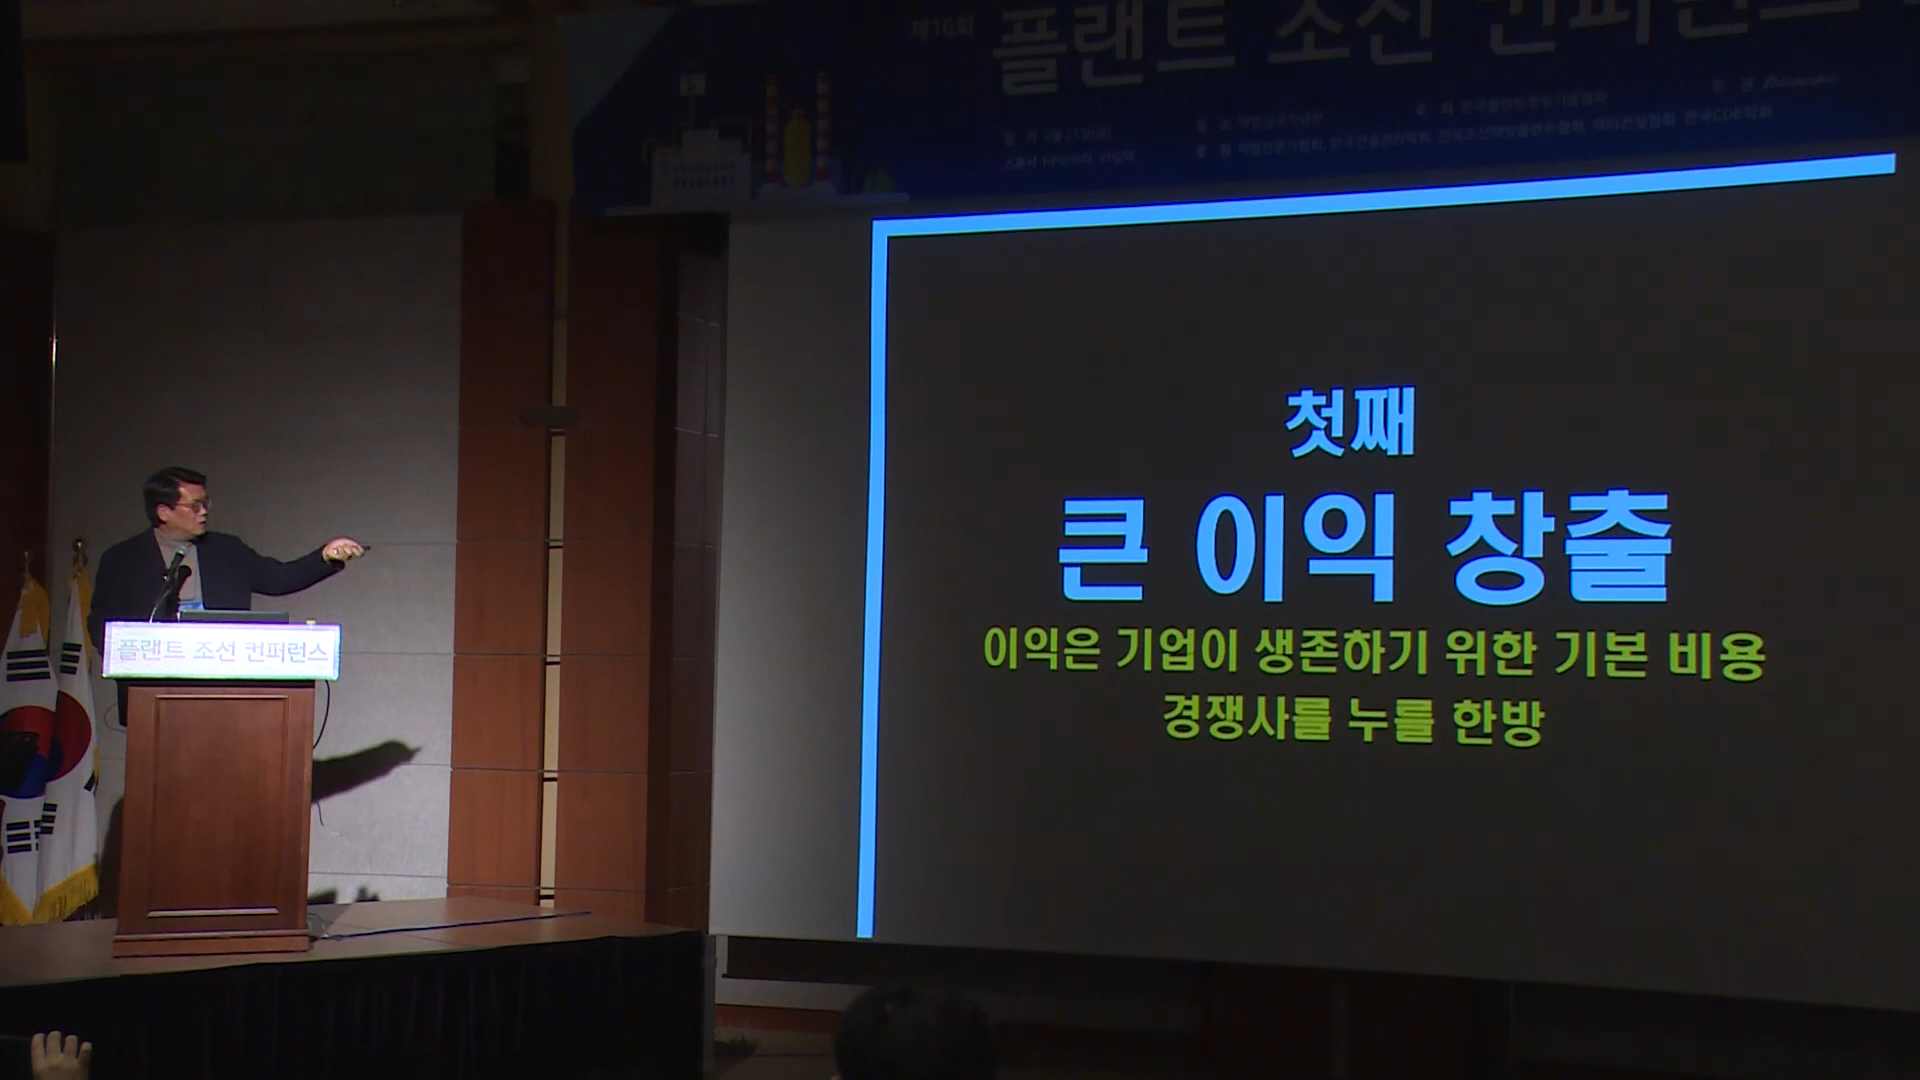 제16회
플랜트 조선 컨퍼런스
플랜트 조선 컨퍼런스
첫째
큰 이익 창출
이익은 기업이 생존하기 위한 기본 비용
경쟁사를 누를 한방